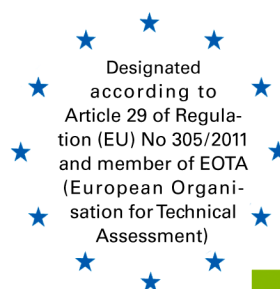 Designated
according to
Article 29 of Regula-
tion (EU) No 305/2011
and member of EOTA
(European Organi-
sation for Technical
Assessment)